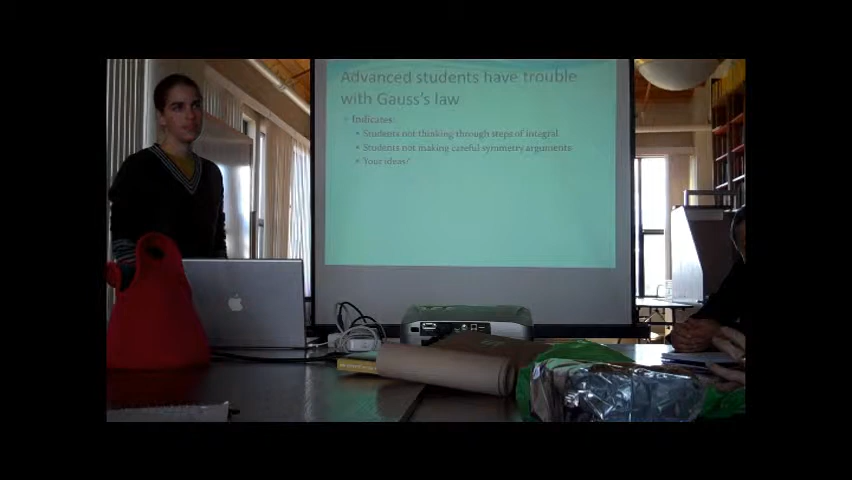 Advanced students have trouble
with Gauss's law
Indicates:
• Students not thinking through steps of integral
• Students not making careful symmetry arguments
• Your ideas?